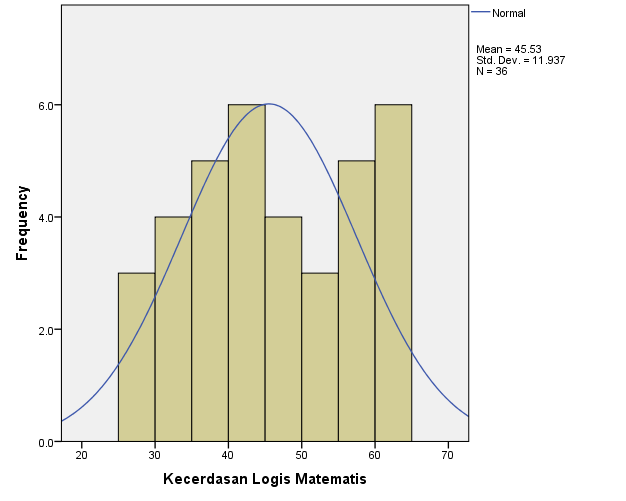 Normal
Mean = 45.53
Std. Dev. = 11.937
N = 36
Frequency
6.0
4.0
2.0
0.0
20 30 40 50 60 70
Kecerdasan Logis Matematis